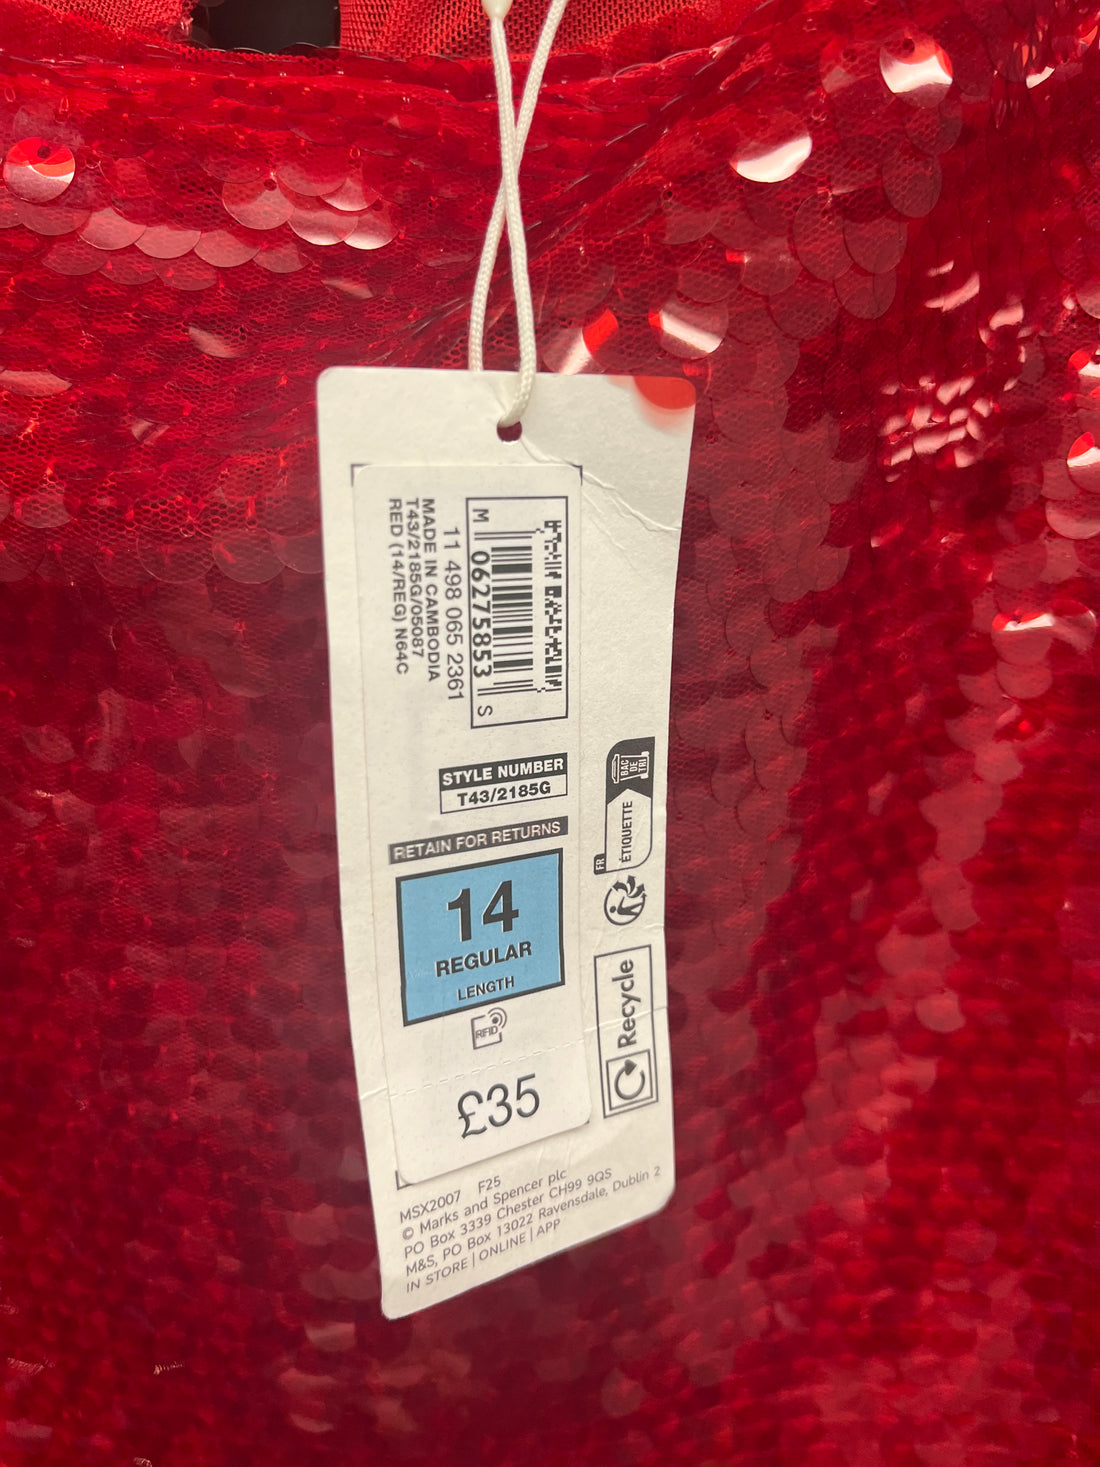 M 06275853 S
11 498 065 2361
MADE IN CAMBODIA
T43/2185G/05087
RED (14/REG) N64C
STYLE NUMBER
T43/2185G
RETAIN FOR RETURNS
14
REGULAR
LENGTH
RFID
£35
BAC
DE
TRI
ÉTIQUETTE
FR
Recycle
MSX2007 F25
© Marks and Spencer plc
PO Box 3339 Chester CH99 9QS
M&S, PO Box 13022 Ravensdale, Dublin 2
IN STORE | ONLINE | APP